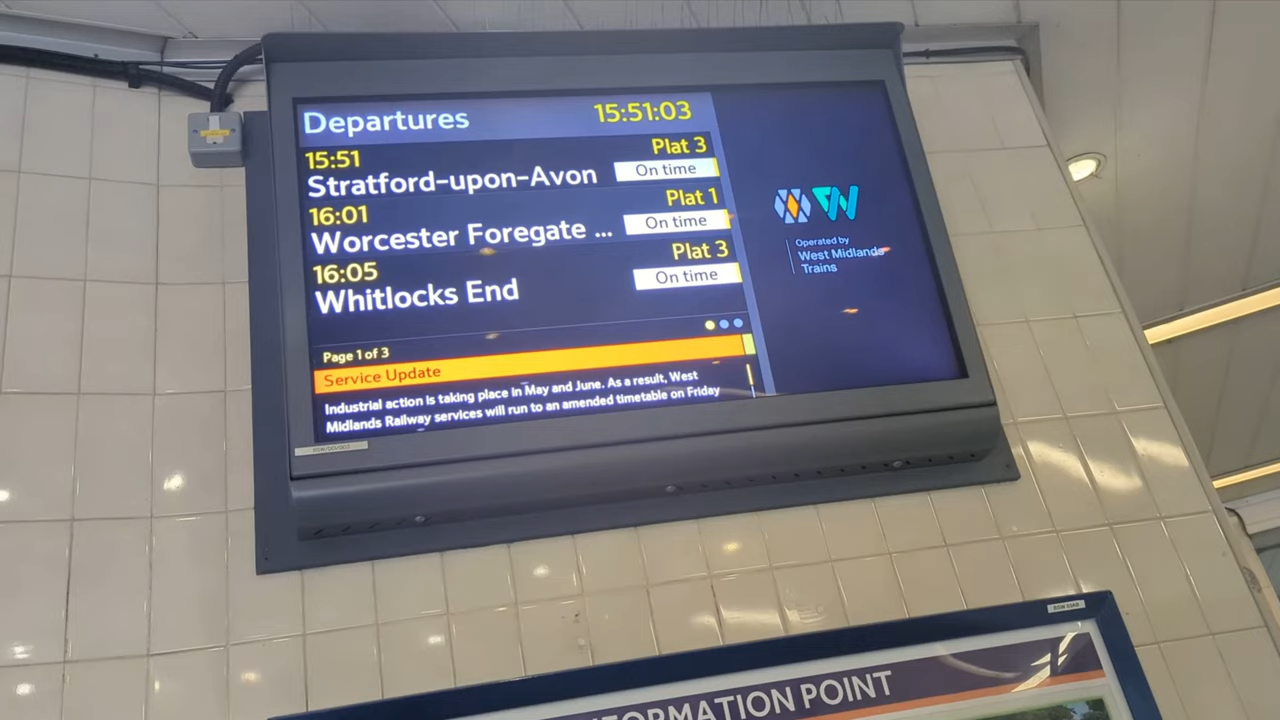 Departures 15:51:03
15:51 Plat 3
Stratford-upon-Avon On time
16:01 Plat 1
Worcester Foregate ... On time
16:05 Plat 3
Whitlocks End On time
Page 1 of 3
Service Update
Industrial action is taking place in May and June. As a result, West
Midlands Railway services will run to an amended timetable on Friday
Operated by
West Midlands
Trains
INFORMATION POINT